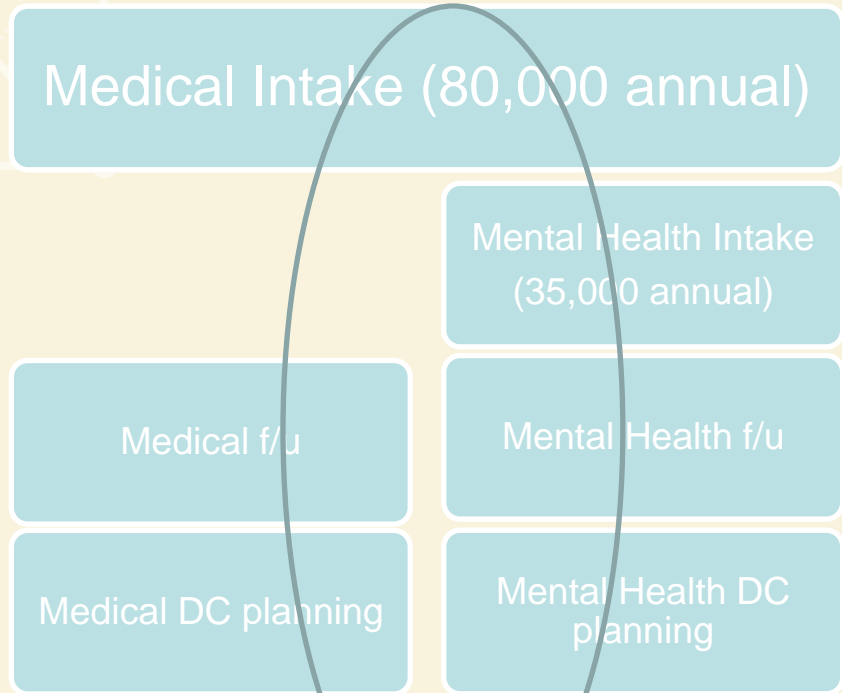 Medical Intake (80,000 annual)
Mental Health Intake
(35,000 annual)
Medical f/u
Mental Health f/u
Medical DC planning
Mental Health DC
planning